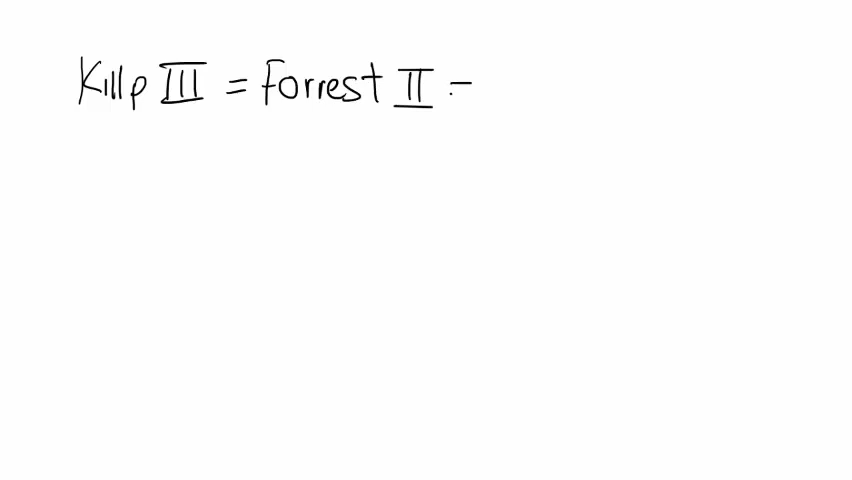 Killp III = Forrest II =